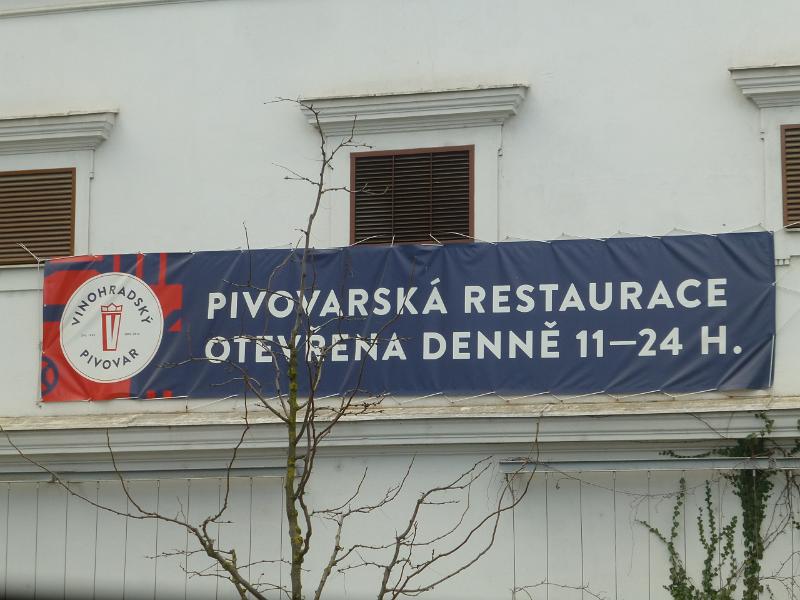 VINOHRADSKÝ
PIVOVAR
PIVOVARSKÁ RESTAURACE
OTEVŘENA DENNĚ 11—24 H.